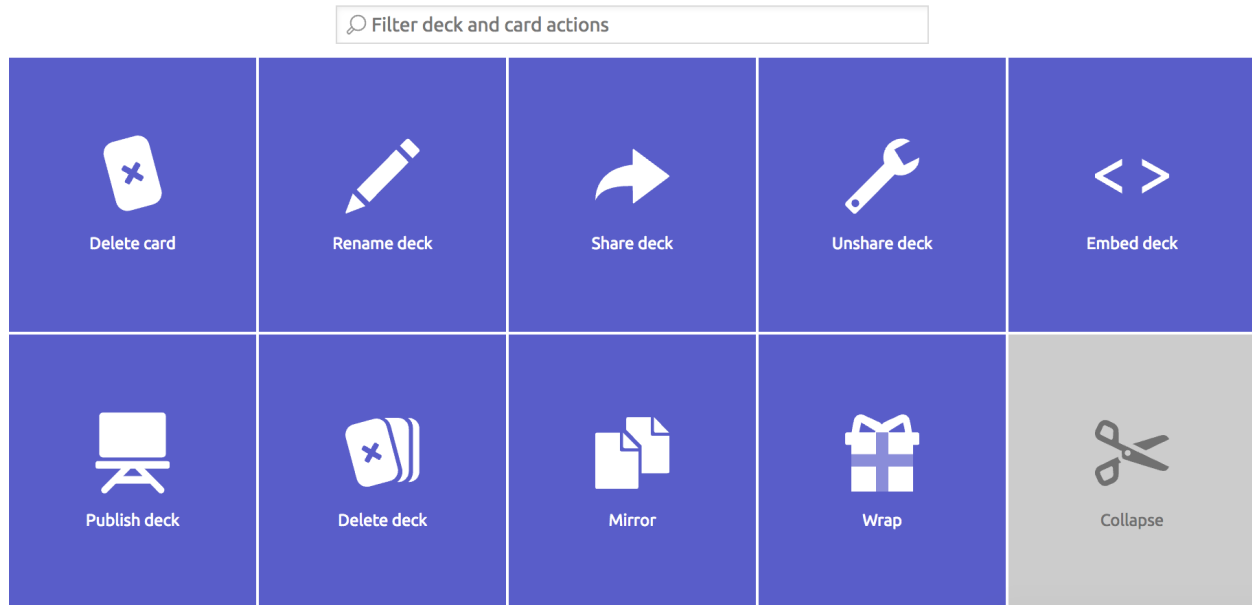 Filter deck and card actions
Delete card
Rename deck
Share deck
Unshare deck
Embed deck
Publish deck
Delete deck
Mirror
Wrap
Collapse